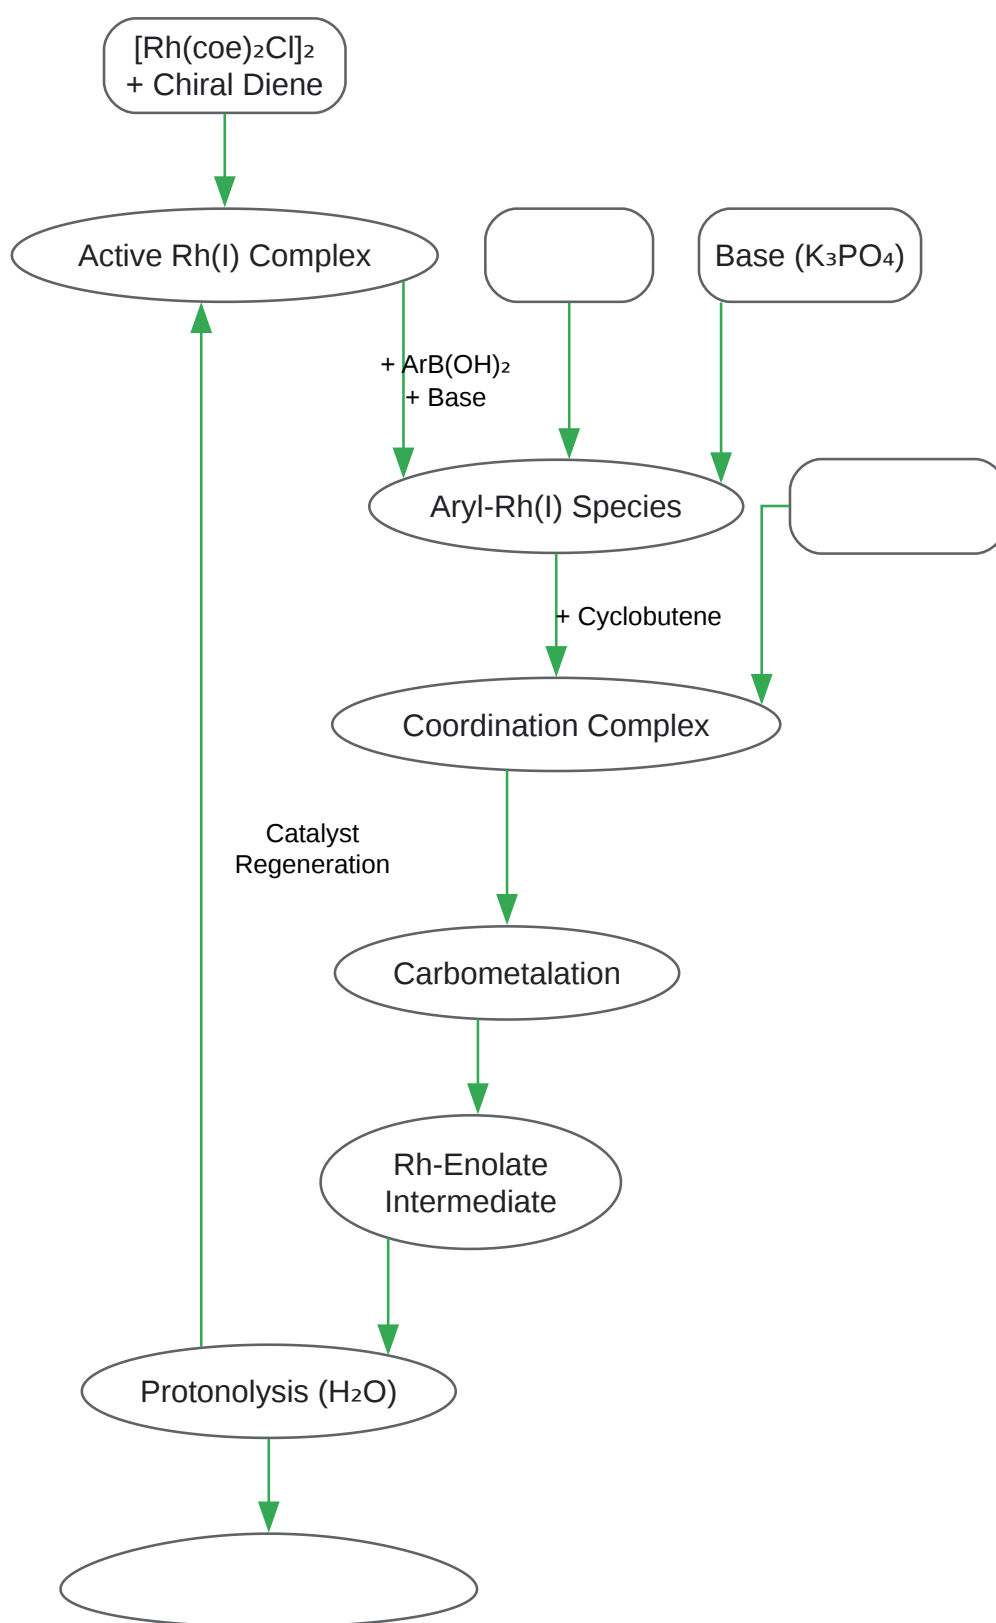 [Rh(coe)₂Cl]₂
+ Chiral Diene
Active Rh(I) Complex
Base (K₃PO₄)
+ ArB(OH)₂
+ Base
Aryl-Rh(I) Species
+ Cyclobutene
Coordination Complex
Catalyst
Regeneration
Carbometalation
Rh-Enolate
Intermediate
Protonolysis (H₂O)